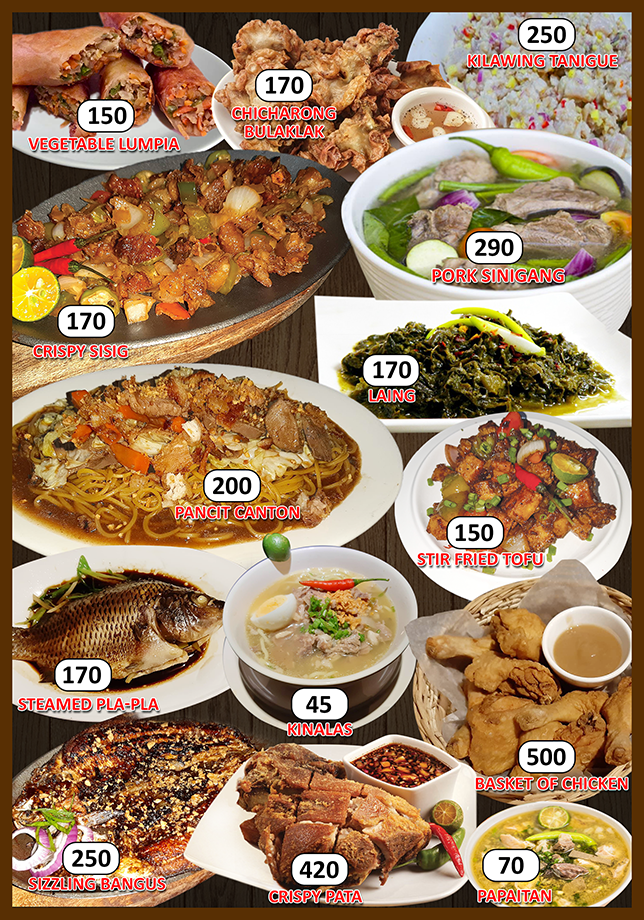 150
VEGETABLE LUMPIA
170
CHICHARONG
BULAKLAK
250
KILAWING TANIGUE
170
CRISPY SISIG
290
PORK SINIGANG
170
LAING
200
PANCIT CANTON
150
STIR FRIED TOFU
170
STEAMED PLA-PLA
45
KINALAS
500
BASKET OF CHICKEN
250
SIZZLING BANGUS
420
CRISPY PATA
70
PAPAITAN